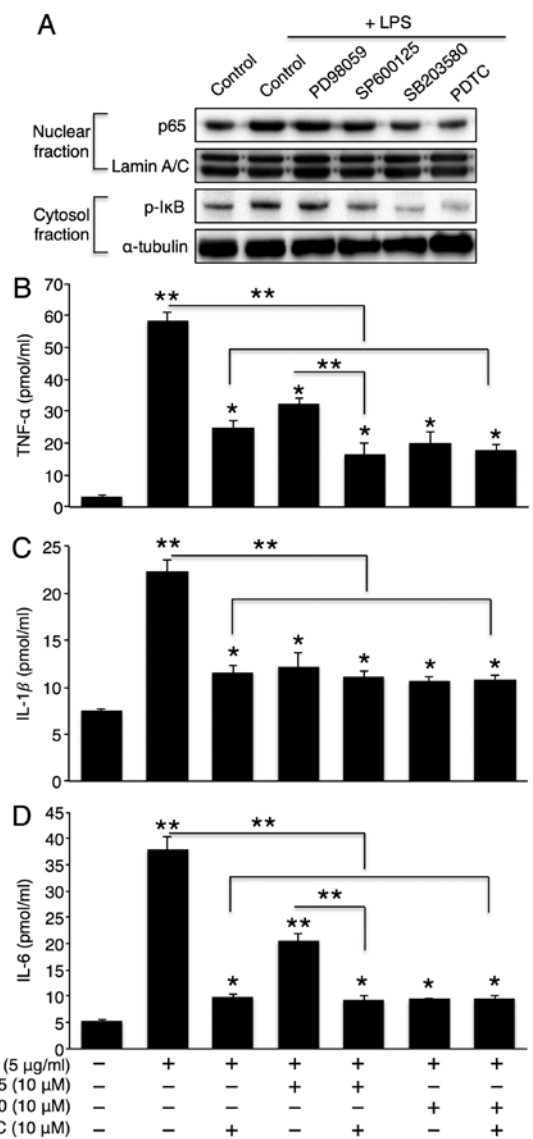 A
+ LPS
Control Control PD98059 SP600125 SB203580 PDTC
Nuclear fraction
p65
Lamin A/C
Cytosol fraction
p-IκB
α-tubulin
B
TNF-α (pmol/ml)
70
60
50
40
30
20
10
0
** ** * * ** * * *
C
IL-1β (pmol/ml)
25
20
15
10
5
0
** ** * * * * *
D
IL-6 (pmol/ml)
45
40
35
30
25
20
15
10
5
0
** ** * ** ** * * *
(5 μg/ml) − + + + + + +
5 (10 μM) − − − + + − −
0 (10 μM) − − − − − + +
C (10 μM) − − + − + − +